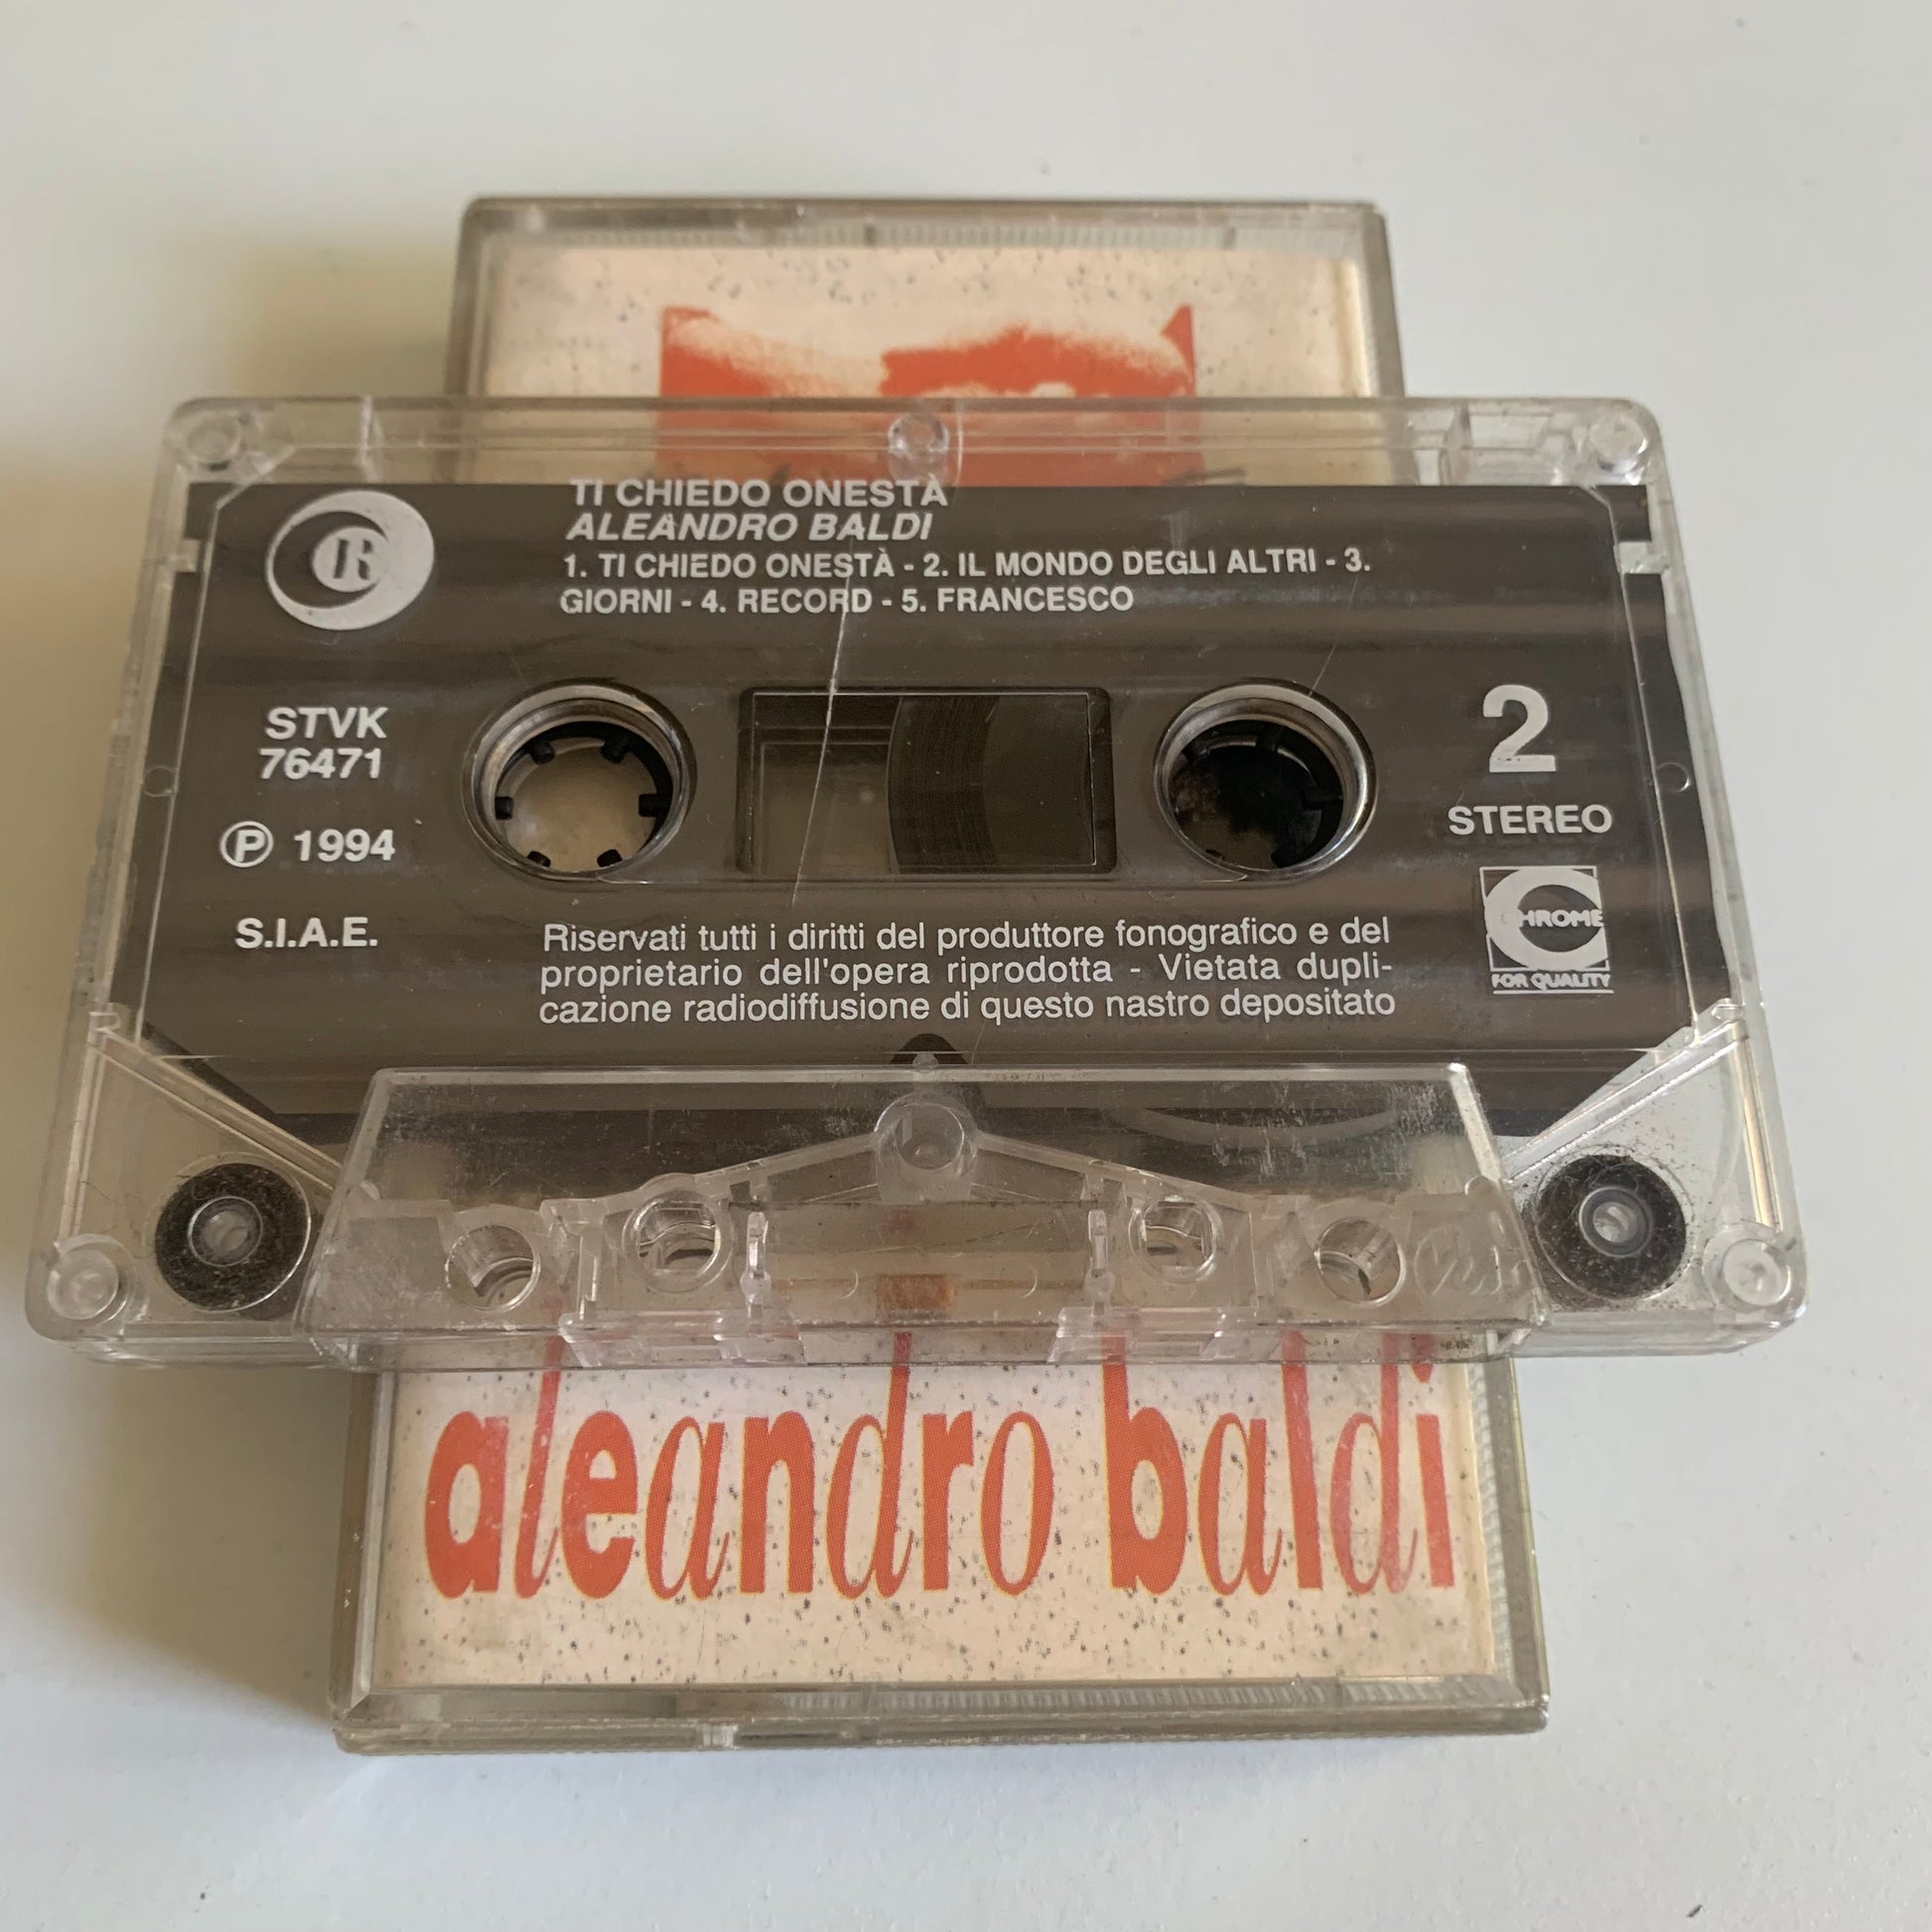 TI CHIEDO ONESTÀ
ALEANDRO BALDI
1. TI CHIEDO ONESTÀ - 2. IL MONDO DEGLI ALTRI - 3.
GIORNI - 4. RECORD - 5. FRANCESCO
R
STVK
76471
Ⓟ 1994
S.I.A.E.
2
STEREO
CHROME
FOR QUALITY
Riservati tutti i diritti del produttore fonografico e del
proprietario dell'opera riprodotta - Vietata dupli-
cazione radiodiffusione di questo nastro depositato
aleandro baldi